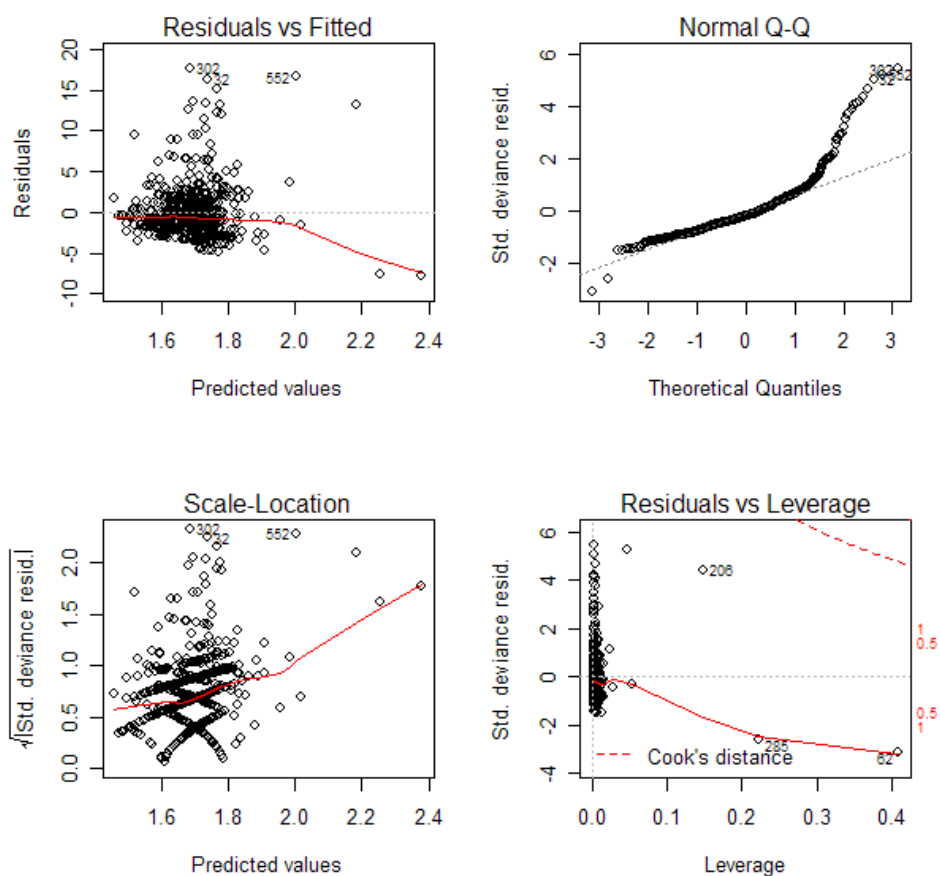 Residuals vs Fitted
Residuals
20
15
10
5
0
-5
-10
302
32
552
1.6 1.8 2.0 2.2 2.4
Predicted values
Normal Q-Q
Std. deviance resid.
6
4
2
0
-2
-3 -2 -1 0 1 2 3
Theoretical Quantiles
Scale-Location
√|Std. deviance resid.|
2.0
1.5
1.0
0.5
0.0
302
32
552
1.6 1.8 2.0 2.2 2.4
Predicted values
Residuals vs Leverage
Std. deviance resid.
6
4
2
0
-2
-4
206
285
62
Cook's distance
1
0.5
0.5
1
0.0 0.1 0.2 0.3 0.4
Leverage